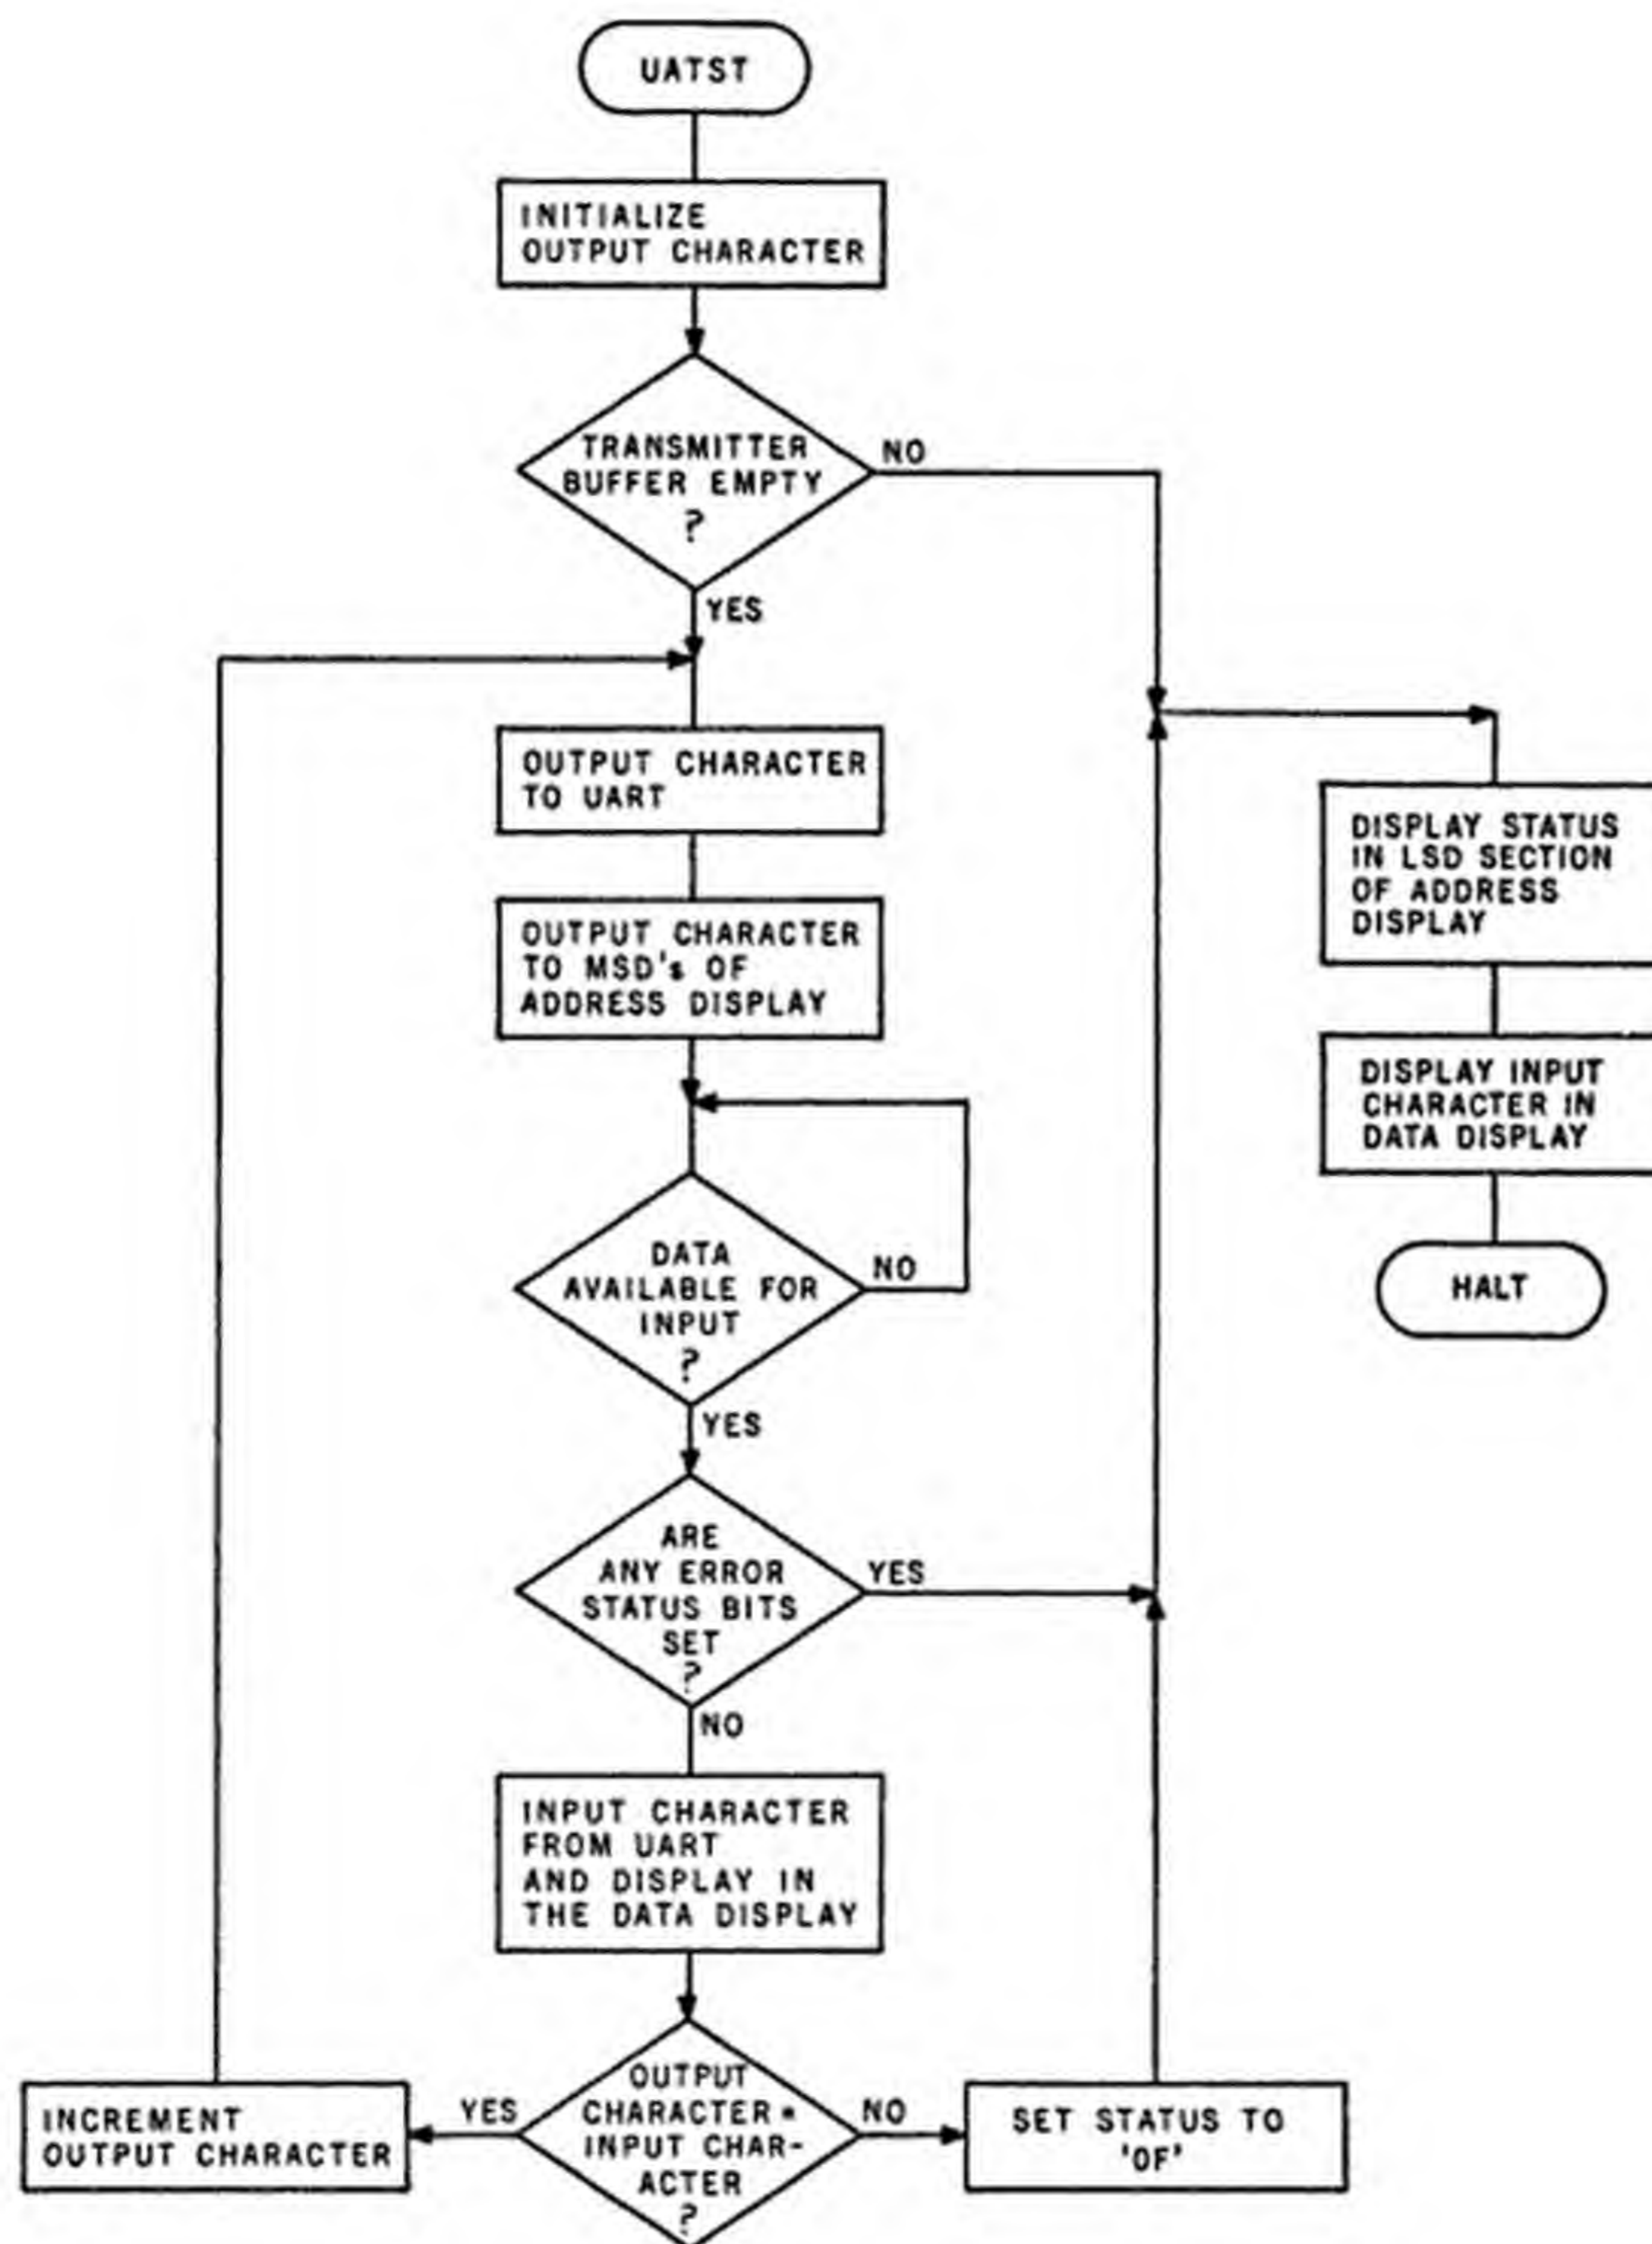 UATST
INITIALIZE
OUTPUT CHARACTER
TRANSMITTER
BUFFER EMPTY
?
NO
YES
OUTPUT CHARACTER
TO UART
OUTPUT CHARACTER
TO MSD's OF
ADDRESS DISPLAY
DATA
AVAILABLE FOR
INPUT
?
NO
YES
ARE
ANY ERROR
STATUS BITS
SET
?
YES
NO
INPUT CHARACTER
FROM UART
AND DISPLAY IN
THE DATA DISPLAY
OUTPUT
CHARACTER =
INPUT CHAR-
ACTER
?
YES
NO
INCREMENT
OUTPUT CHARACTER
SET STATUS TO
'OF'
DISPLAY STATUS
IN LSD SECTION
OF ADDRESS
DISPLAY
DISPLAY INPUT
CHARACTER IN
DATA DISPLAY
HALT